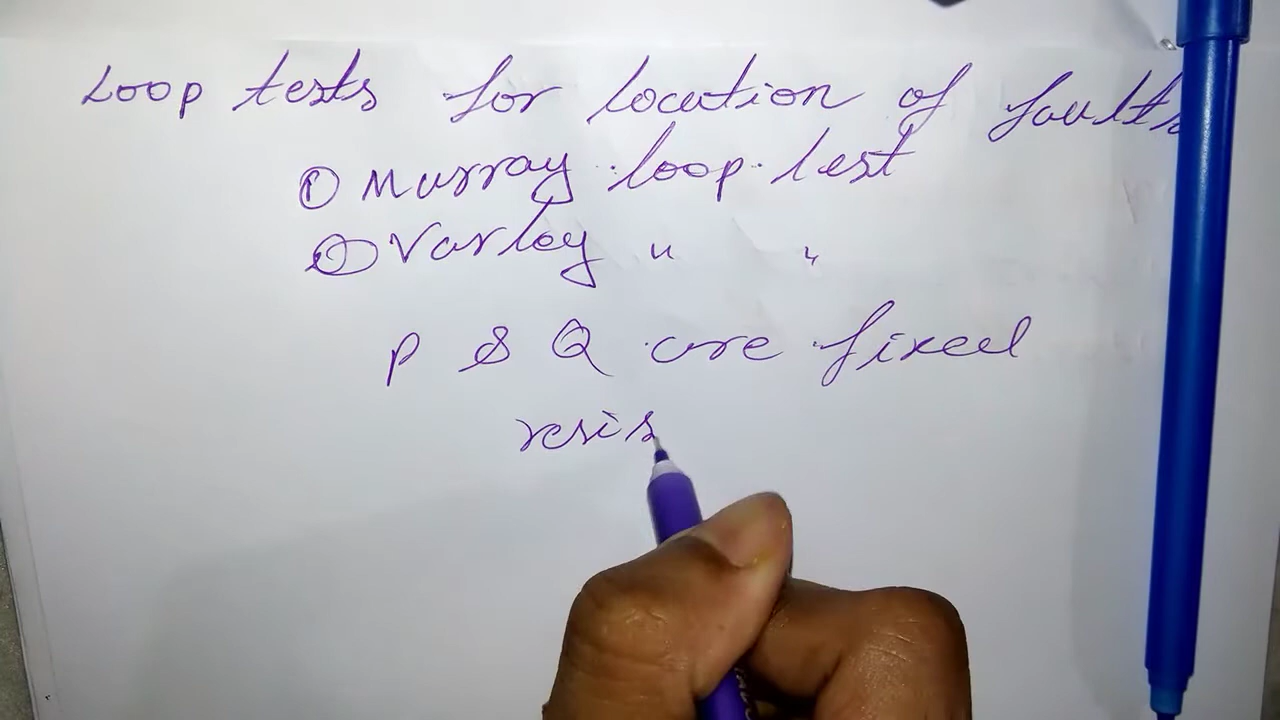 Loop tests for location of faults
① Murray loop test
② Varley " "
P & Q are fixed
resis